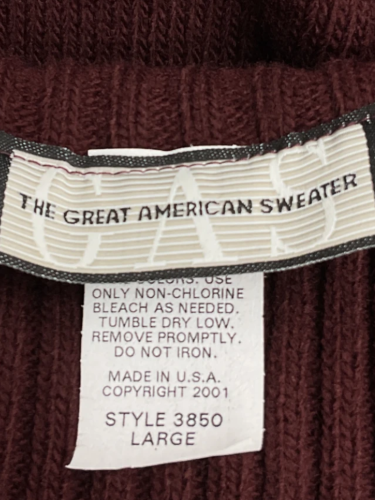 GAS
THE GREAT AMERICAN SWEATER
COLORS. USE
ONLY NON-CHLORINE
BLEACH AS NEEDED.
TUMBLE DRY LOW.
REMOVE PROMPTLY.
DO NOT IRON.
MADE IN U.S.A.
COPYRIGHT 2001
STYLE 3850
LARGE